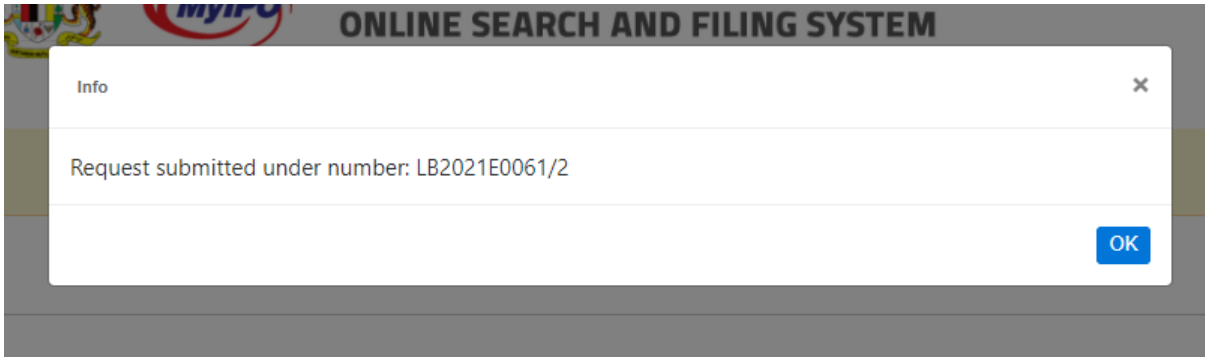 MyIPO
ONLINE SEARCH AND FILING SYSTEM
Info
×
Request submitted under number: LB2021E0061/2
OK